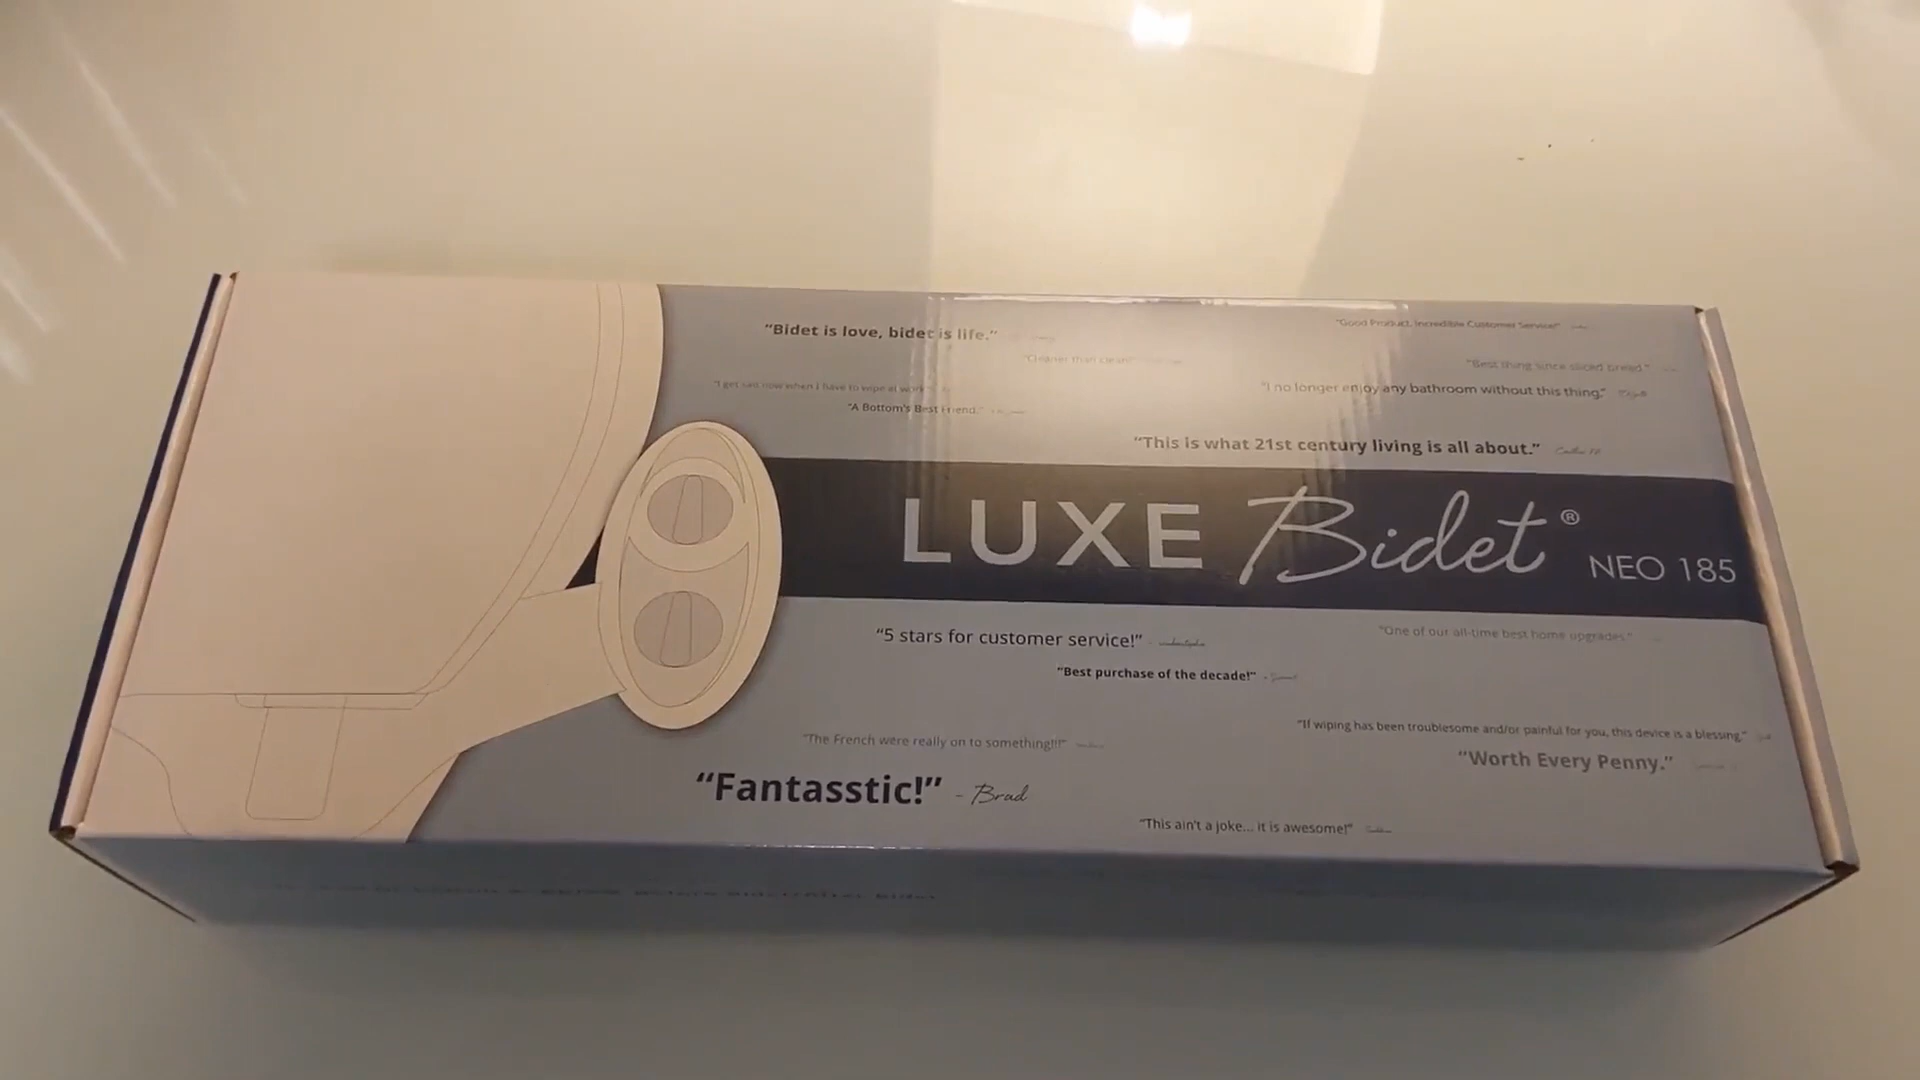 “Bidet is love, bidet is life.”
“Good Product, Incredible Customer Service!”
“Cleaner than clean!”
“Best thing since sliced bread.”
“I get sad now when I have to wipe at work.”
“I no longer enjoy any bathroom without this thing.”
“A Bottom's Best Friend.”
“This is what 21st century living is all about.”
LUXE Bidet® NEO 185
“5 stars for customer service!”
“One of our all-time best home upgrades.”
“Best purchase of the decade!”
“If wiping has been troublesome and/or painful for you, this device is a blessing.”
“The French were really on to something!!!”
“Worth Every Penny.”
“Fantasstic!” - Brad
“This ain't a joke... it is awesome!”